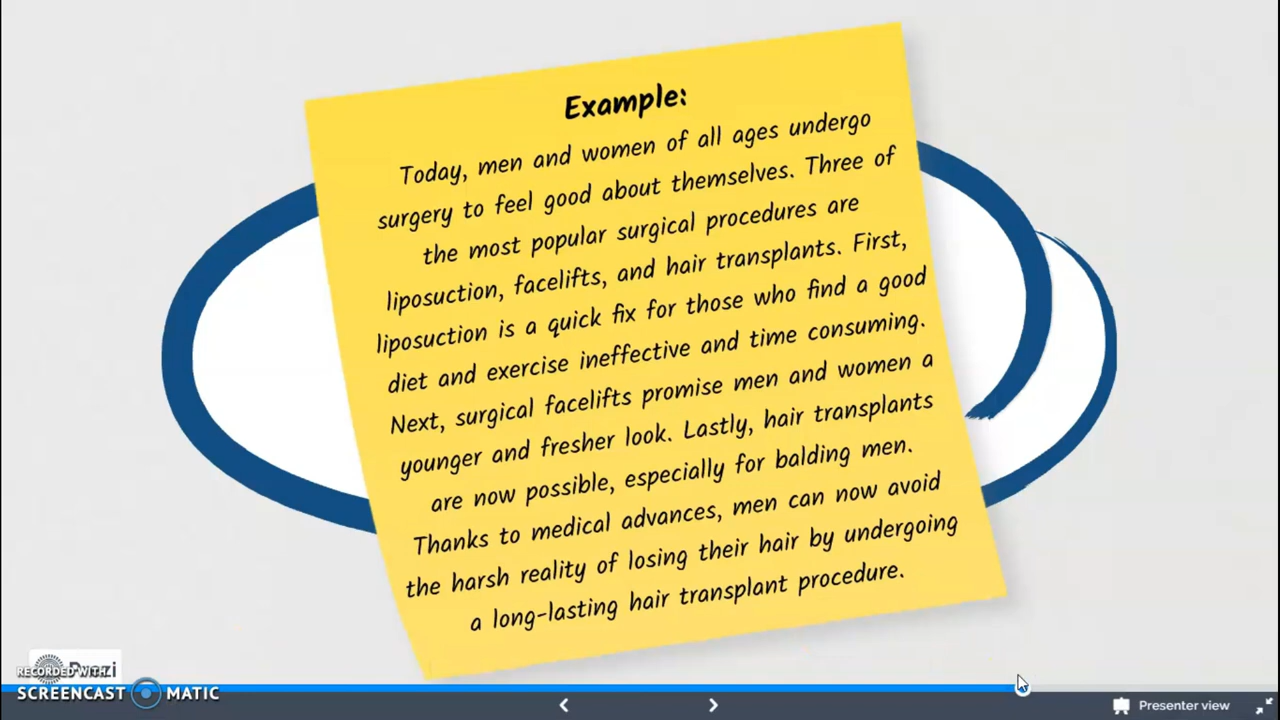 Example:
Today, men and women of all ages undergo
surgery to feel good about themselves. Three of
the most popular surgical procedures are
liposuction, facelifts, and hair transplants. First,
liposuction is a quick fix for those who find a good
diet and exercise ineffective and time consuming.
Next, surgical facelifts promise men and women a
younger and fresher look. Lastly, hair transplants
are now possible, especially for balding men.
Thanks to medical advances, men can now avoid
the harsh reality of losing their hair by undergoing
a long-lasting hair transplant procedure.
Prezi
RECORDED WITH
SCREENCAST MATIC
Presenter view